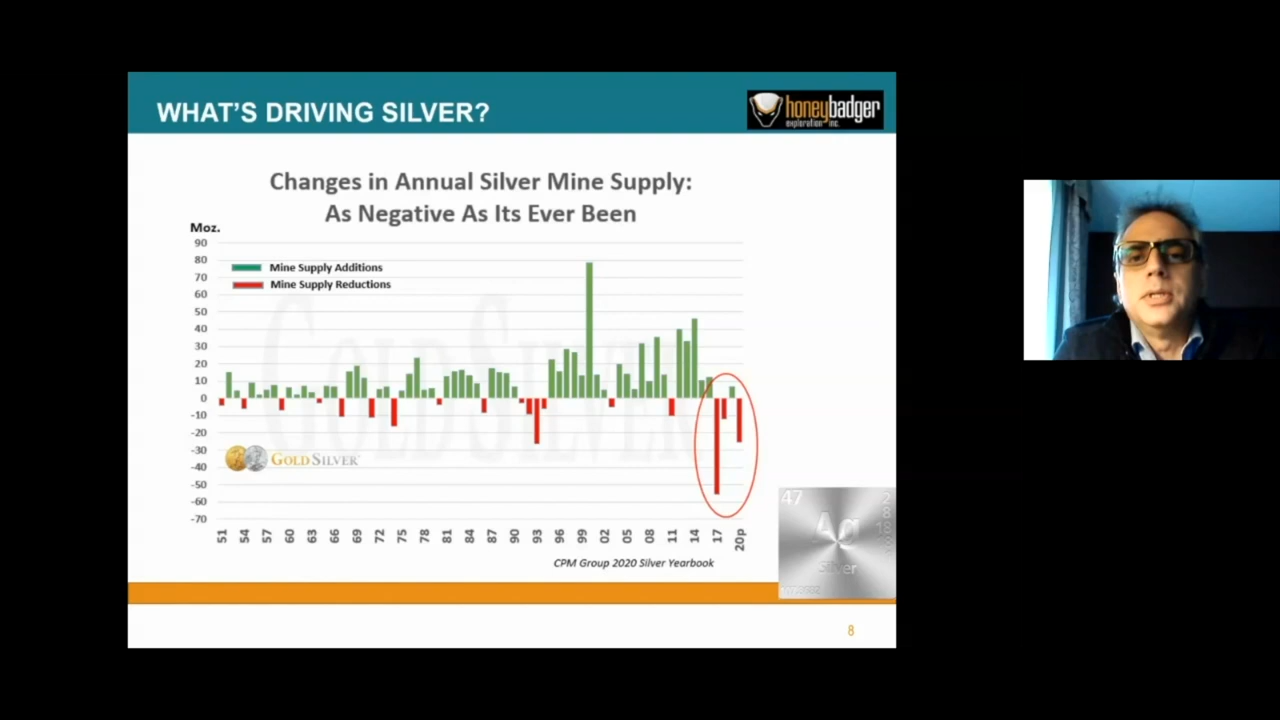 WHAT'S DRIVING SILVER?
honeybadger
exploration inc.
Changes in Annual Silver Mine Supply:
As Negative As Its Ever Been
Moz.
90
80
70
60
50
40
30
20
10
0
-10
-20
-30
-40
-50
-60
-70
Mine Supply Additions
Mine Supply Reductions
GOLDSILVER
GOLDSILVER
51 54 57 60 63 66 69 72 75 78 81 84 87 90 93 96 99 02 05 08 11 14 17 20p
CPM Group 2020 Silver Yearbook
47
Ag
Silver
8